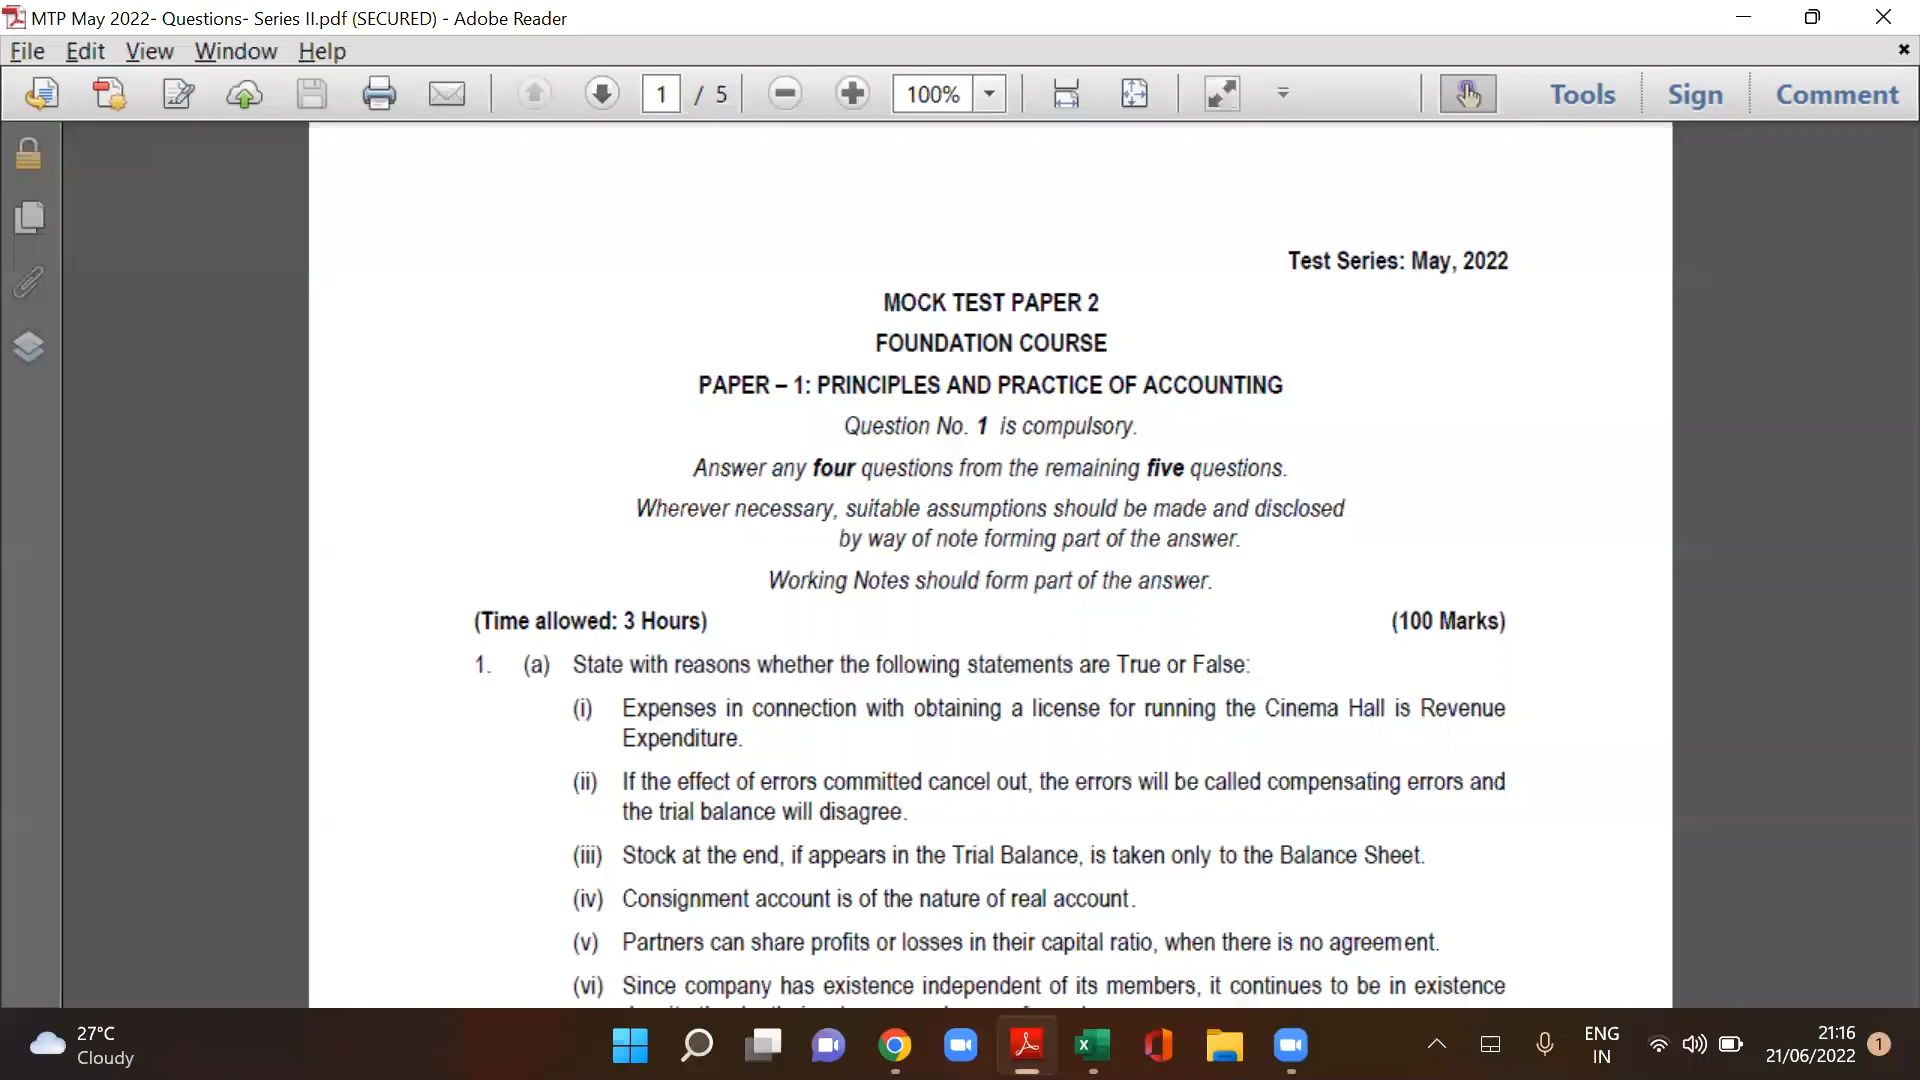 MTP May 2022- Questions- Series II.pdf (SECURED) - Adobe Reader
File Edit View Window Help
1 / 5 100% Tools Sign Comment
Test Series: May, 2022
MOCK TEST PAPER 2
FOUNDATION COURSE
PAPER – 1: PRINCIPLES AND PRACTICE OF ACCOUNTING
Question No. 1 is compulsory.
Answer any four questions from the remaining five questions.
Wherever necessary, suitable assumptions should be made and disclosed
by way of note forming part of the answer.
Working Notes should form part of the answer.
(Time allowed: 3 Hours) (100 Marks)
1. (a) State with reasons whether the following statements are True or False:
(i) Expenses in connection with obtaining a license for running the Cinema Hall is Revenue
Expenditure.
(ii) If the effect of errors committed cancel out, the errors will be called compensating errors and
the trial balance will disagree.
(iii) Stock at the end, if appears in the Trial Balance, is taken only to the Balance Sheet.
(iv) Consignment account is of the nature of real account.
(v) Partners can share profits or losses in their capital ratio, when there is no agreement.
(vi) Since company has existence independent of its members, it continues to be in existence
27°C
Cloudy
ENG
IN
21:16
21/06/2022
1